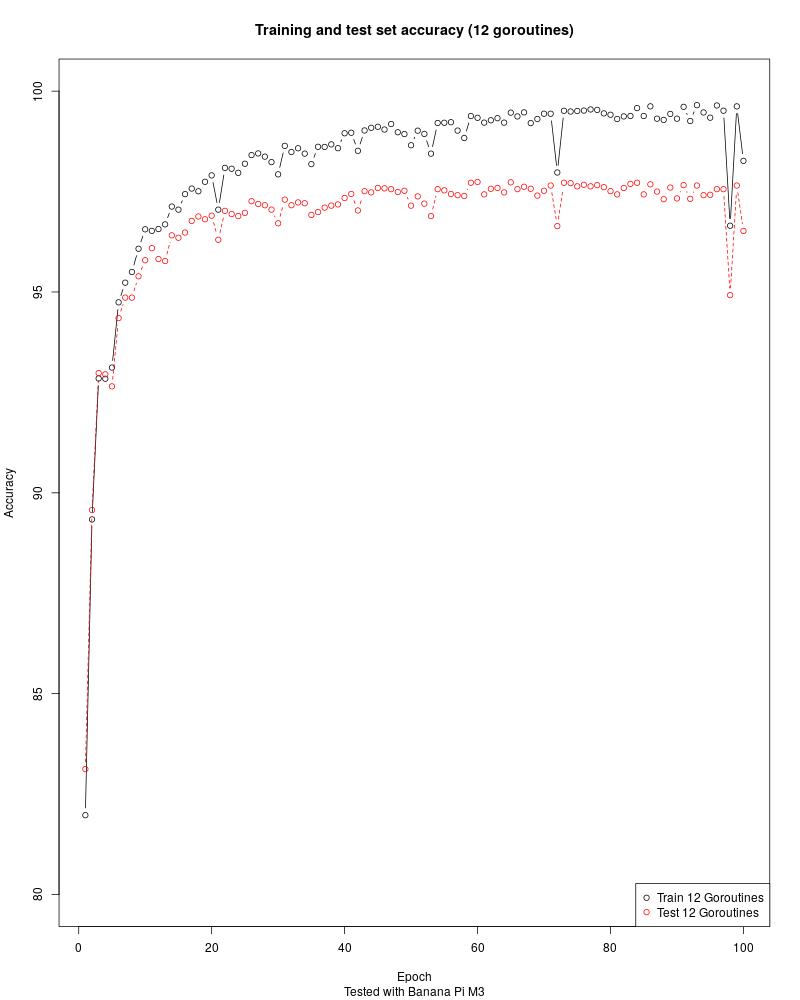 Training and test set accuracy (12 goroutines)
100
95
90
85
80
Accuracy
Train 12 Goroutines
Test 12 Goroutines
0 20 40 60 80 100
Epoch
Tested with Banana Pi M3